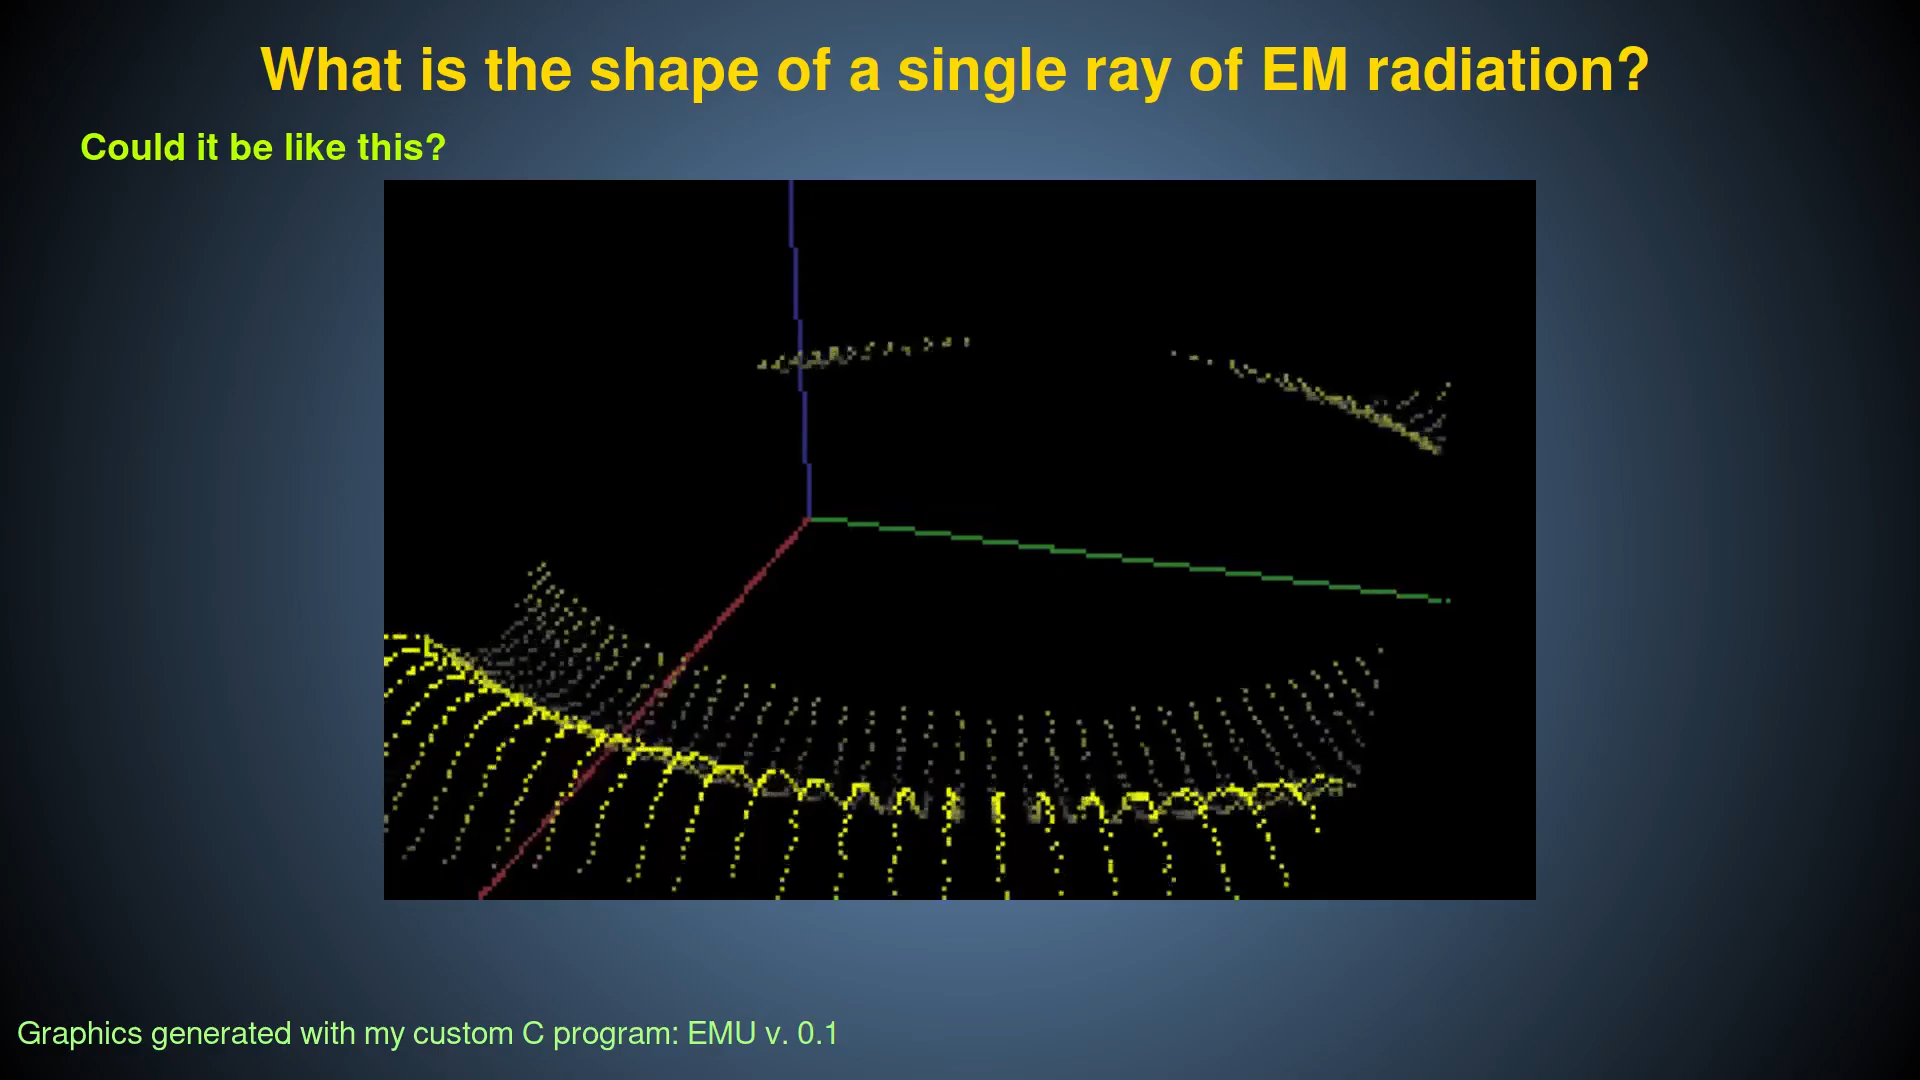 What is the shape of a single ray of EM radiation?
Could it be like this?
Graphics generated with my custom C program: EMU v. 0.1